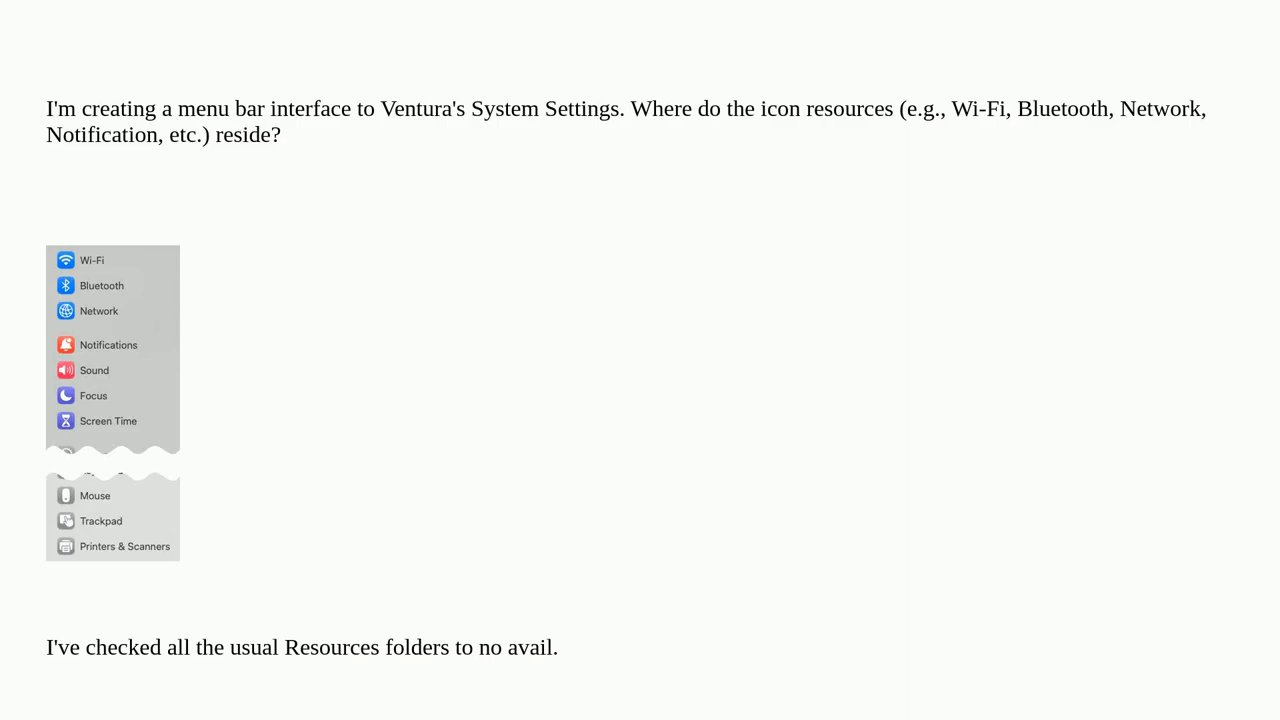 I'm creating a menu bar interface to Ventura's System Settings. Where do the icon resources (e.g., Wi-Fi, Bluetooth, Network,
Notification, etc.) reside?
Wi-Fi
Bluetooth
Network
Notifications
Sound
Focus
Screen Time
Mouse
Trackpad
Printers & Scanners
I've checked all the usual Resources folders to no avail.